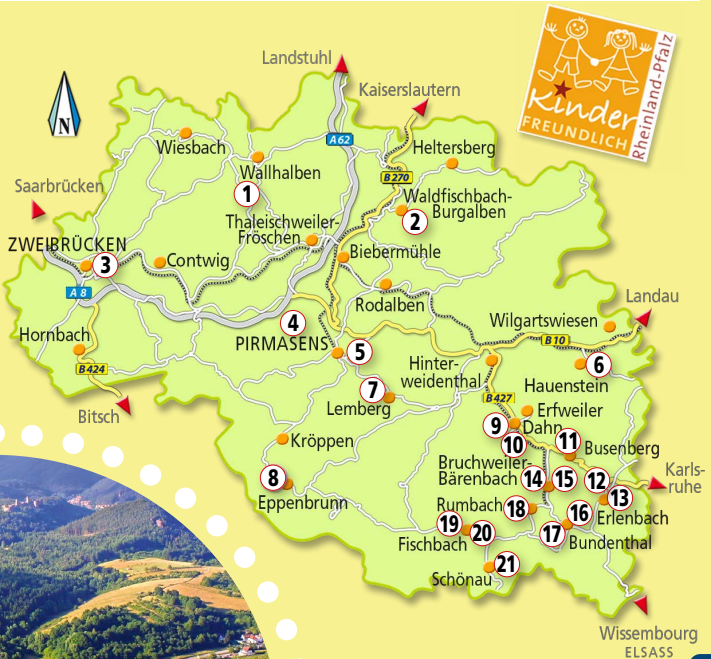 Landstuhl
Kaiserslautern
Kinder
FREUNDLICH
Rheinland-Pfalz
N
Wiesbach
A 62
Heltersberg
Wallhalben
B 270
Saarbrücken
1
Waldfischbach-
Burgalben
2
Thaleischweiler-
Fröschen
ZWEIBRÜCKEN
3
Contwig
Biebermühle
A 8
Rodalben
Landau
Wilgartswiesen
4
Hornbach
PIRMASENS
5
B 10
6
Hinter-
weidenthal
Hauenstein
B 424
7
Lemberg
B 427
Bitsch
Erfweiler
9
Dahn
10
11
Kröppen
Busenberg
Bruchweiler-
Bärenbach
14
15
12
Karls-
ruhe
8
Eppenbrunn
13
Rumbach
18
16
Erlenbach
19
20
17
Fischbach
Bundenthal
21
Schönau
Wissembourg
ELSASS